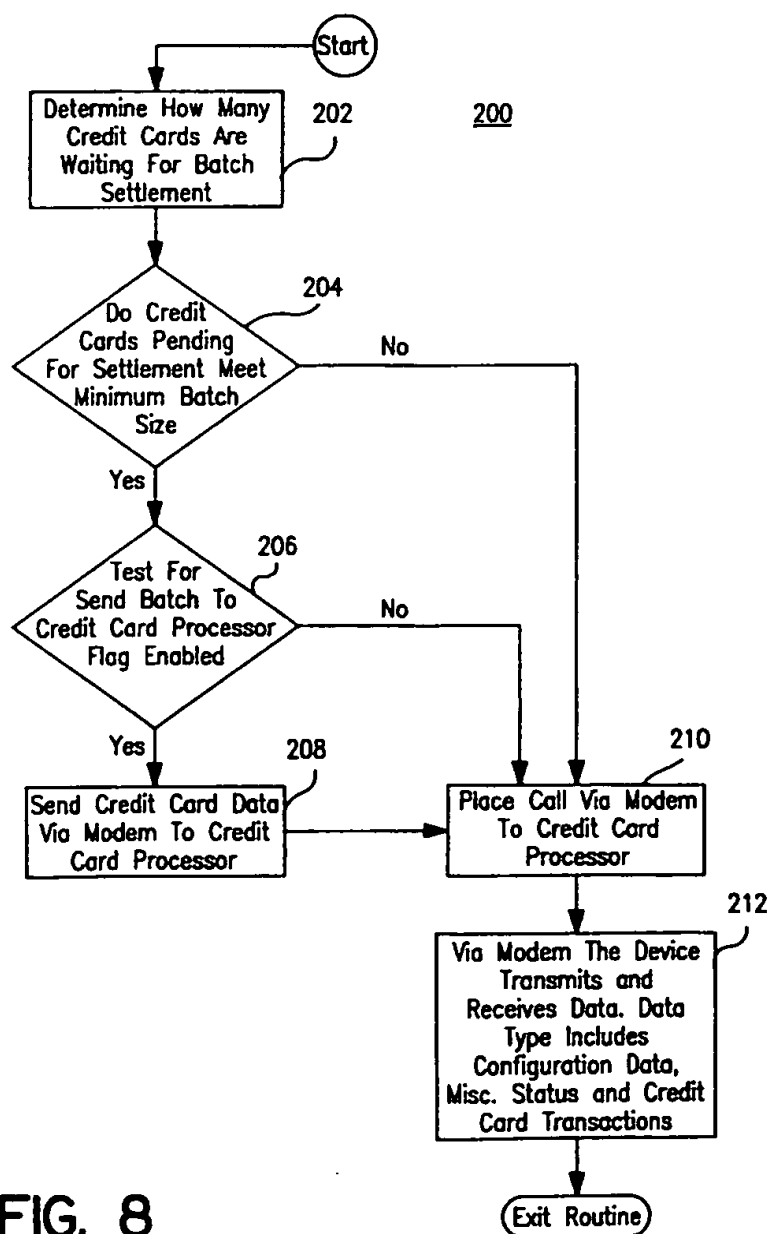 Start
Determine How Many
Credit Cards Are
Waiting For Batch
Settlement
202
200
204
Do Credit
Cards Pending
For Settlement Meet
Minimum Batch
Size
No
Yes
206
Test For
Send Batch To
Credit Card Processor
Flag Enabled
No
Yes
208
Send Credit Card Data
Via Modem To Credit
Card Processor
210
Place Call Via Modem
To Credit Card
Processor
212
Via Modem The Device
Transmits and
Receives Data. Data
Type Includes
Configuration Data,
Misc. Status and Credit
Card Transactions
Exit Routine
FIG. 8